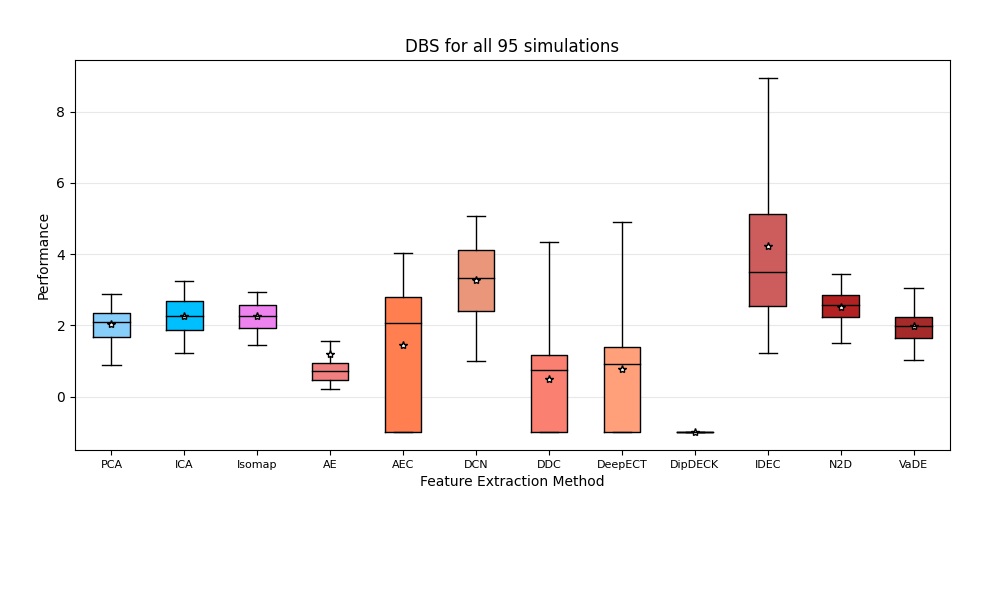 DBS for all 95 simulations
Performance
8
6
4
2
0
PCA ICA Isomap AE AEC DCN DDC DeepECT DipDECK IDEC N2D VaDE
Feature Extraction Method